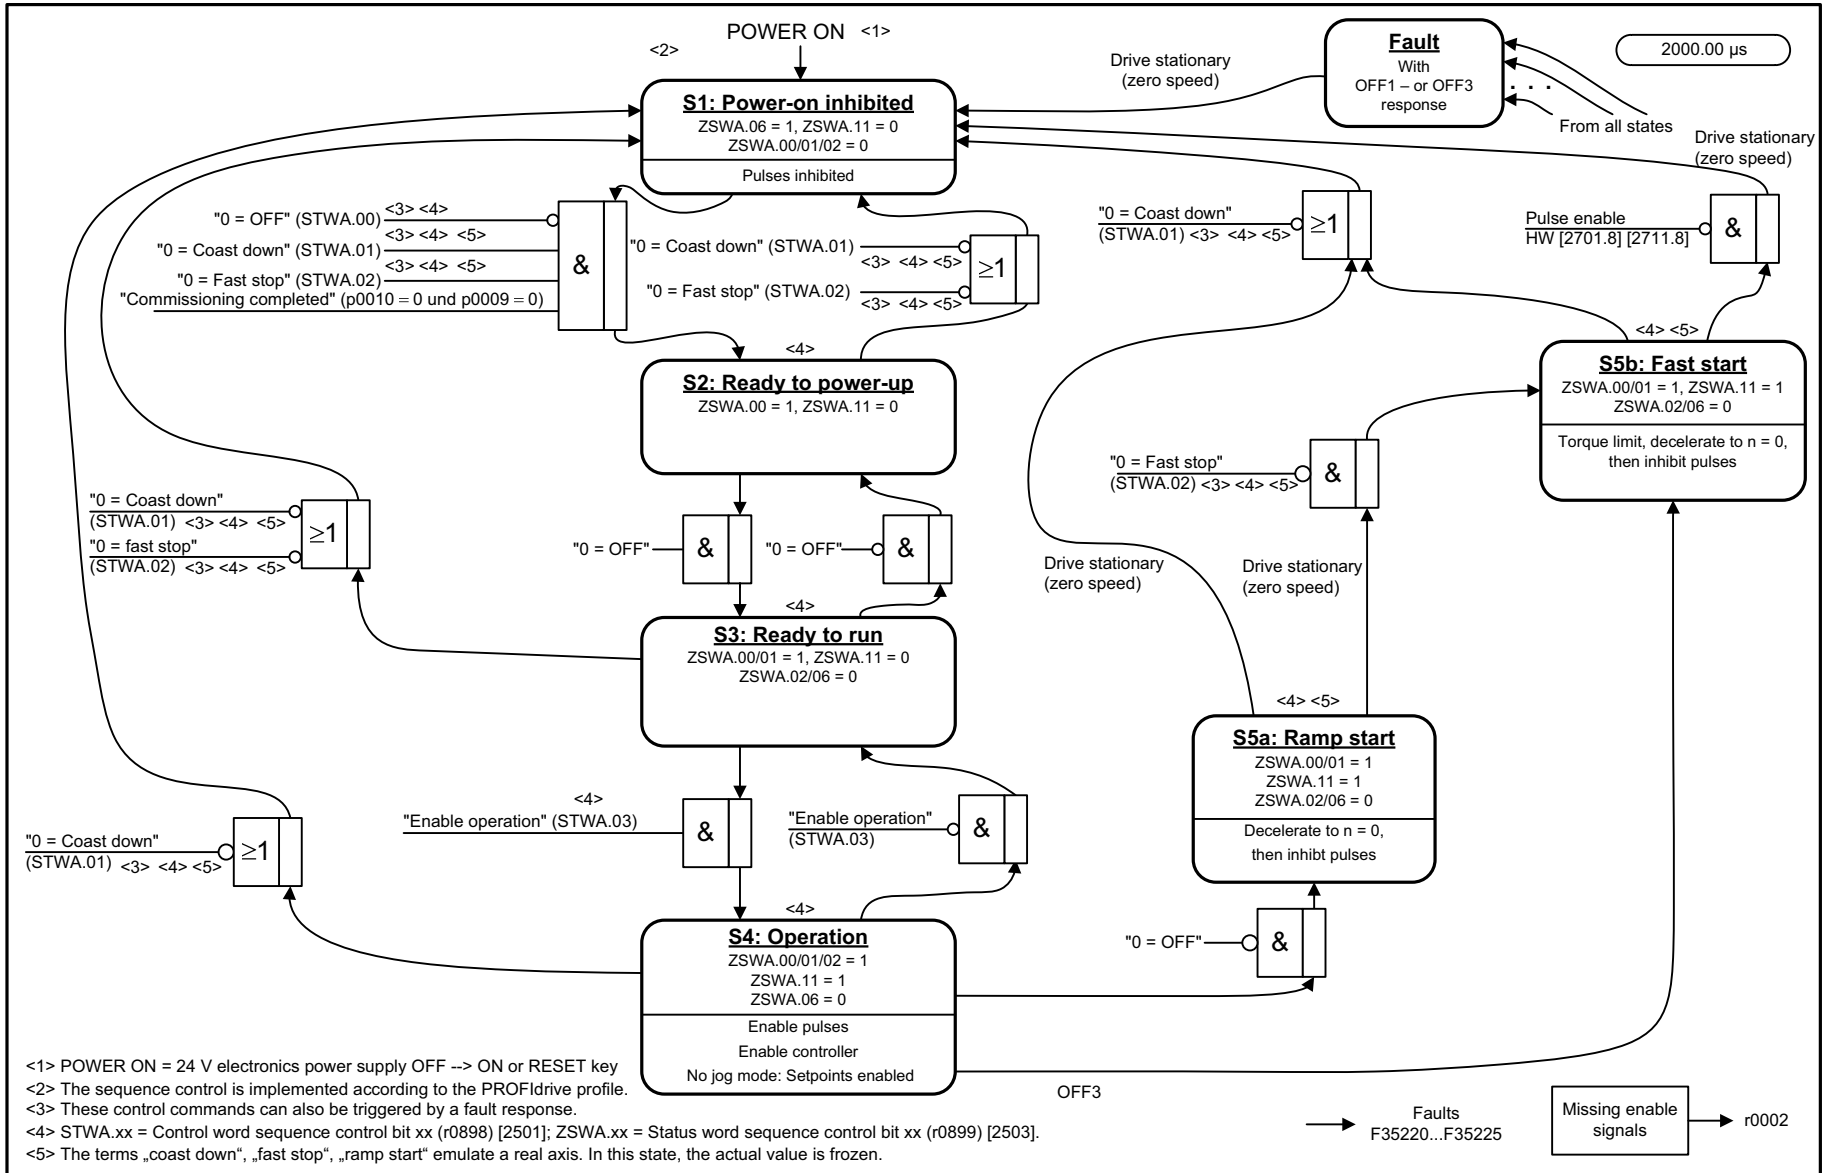 POWER ON <1>
<2>
Fault
With
OFF1 – or OFF3
response
2000.00 µs
Drive stationary
(zero speed)
. . .
From all states
S1: Power-on inhibited
ZSWA.06 = 1, ZSWA.11 = 0
ZSWA.00/01/02 = 0
Pulses inhibited
Drive stationary
(zero speed)
"0 = OFF" (STWA.00) <3> <4>
"0 = Coast down" (STWA.01) <3> <4> <5>
"0 = Fast stop" (STWA.02) <3> <4> <5>
"Commissioning completed" (p0010 = 0 und p0009 = 0)
&
"0 = Coast down" (STWA.01)
<3> <4> <5>
"0 = Fast stop" (STWA.02)
<3> <4> <5>
≥1
"0 = Coast down"
(STWA.01) <3> <4> <5>
≥1
Pulse enable
HW [2701.8] [2711.8]
&
<4>
S2: Ready to power-up
ZSWA.00 = 1, ZSWA.11 = 0
<4> <5>
S5b: Fast start
ZSWA.00/01 = 1, ZSWA.11 = 1
ZSWA.02/06 = 0
Torque limit, decelerate to n = 0,
then inhibit pulses
"0 = Fast stop"
(STWA.02) <3> <4> <5>
&
"0 = Coast down"
(STWA.01) <3> <4> <5>
"0 = fast stop"
(STWA.02) <3> <4> <5>
≥1
"0 = OFF"
&
"0 = OFF"
&
Drive stationary
(zero speed)
Drive stationary
(zero speed)
<4>
S3: Ready to run
ZSWA.00/01 = 1, ZSWA.11 = 0
ZSWA.02/06 = 0
<4> <5>
S5a: Ramp start
ZSWA.00/01 = 1
ZSWA.11 = 1
ZSWA.02/06 = 0
Decelerate to n = 0,
then inhibt pulses
<4>
"Enable operation" (STWA.03)
&
"Enable operation"
(STWA.03)
&
"0 = Coast down"
(STWA.01) <3> <4> <5>
≥1
<4>
S4: Operation
ZSWA.00/01/02 = 1
ZSWA.11 = 1
ZSWA.06 = 0
Enable pulses
Enable controller
No jog mode: Setpoints enabled
"0 = OFF"
&
OFF3
<1> POWER ON = 24 V electronics power supply OFF --> ON or RESET key
<2> The sequence control is implemented according to the PROFIdrive profile.
<3> These control commands can also be triggered by a fault response.
<4> STWA.xx = Control word sequence control bit xx (r0898) [2501]; ZSWA.xx = Status word sequence control bit xx (r0899) [2503].
<5> The terms „coast down“, „fast stop“, „ramp start“ emulate a real axis. In this state, the actual value is frozen.
Faults
F35220...F35225
Missing enable
signals
r0002